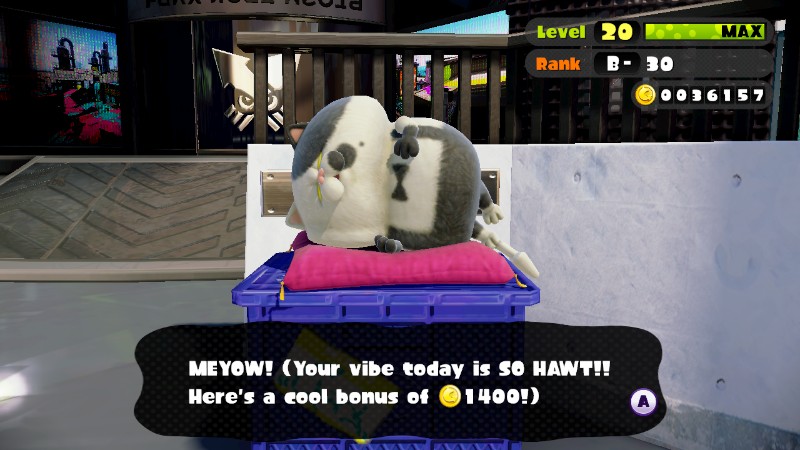 Level 20 MAX
Rank B- 30
0036157
MEYOW! (Your vibe today is SO HAWT!!
Here's a cool bonus of 1400!)
A